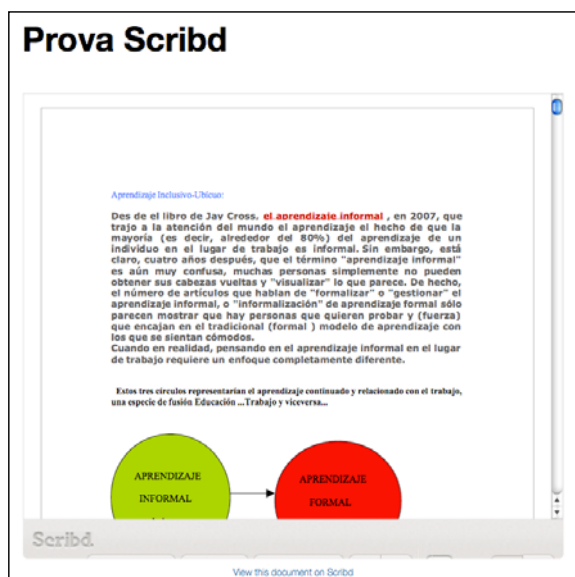 Prova Scribd
Aprendizaje Inclusivo-Ubicuo:
Des de el libro de Jay Cross, el aprendizaje informal , en 2007, que
trajo a la atención del mundo el aprendizaje el hecho de que la
mayoría (es decir, alrededor del 80%) del aprendizaje de un
individuo en el lugar de trabajo es informal. Sin embargo, está
claro, cuatro años después, que el término "aprendizaje informal"
es aún muy confusa, muchas personas simplemente no pueden
obtener sus cabezas vueltas y "visualizar" lo que parece. De hecho,
el número de artículos que hablan de "formalizar" o "gestionar" el
aprendizaje informal, o "informalización" de aprendizaje formal sólo
parecen mostrar que hay personas que quieren probar y (fuerza)
que encajan en el tradicional (formal ) modelo de aprendizaje con
los que se sientan cómodos.
Cuando en realidad, pensando en el aprendizaje informal en el lugar
de trabajo requiere un enfoque completamente diferente.
Estos tres círculos representarían el aprendizaje continuado y relacionado con el trabajo,
una especie de fusión Educación ...Trabajo y viceversa...
APRENDIZAJE
INFORMAL
APRENDIZAJE
FORMAL
Scribd.
View this document on Scribd